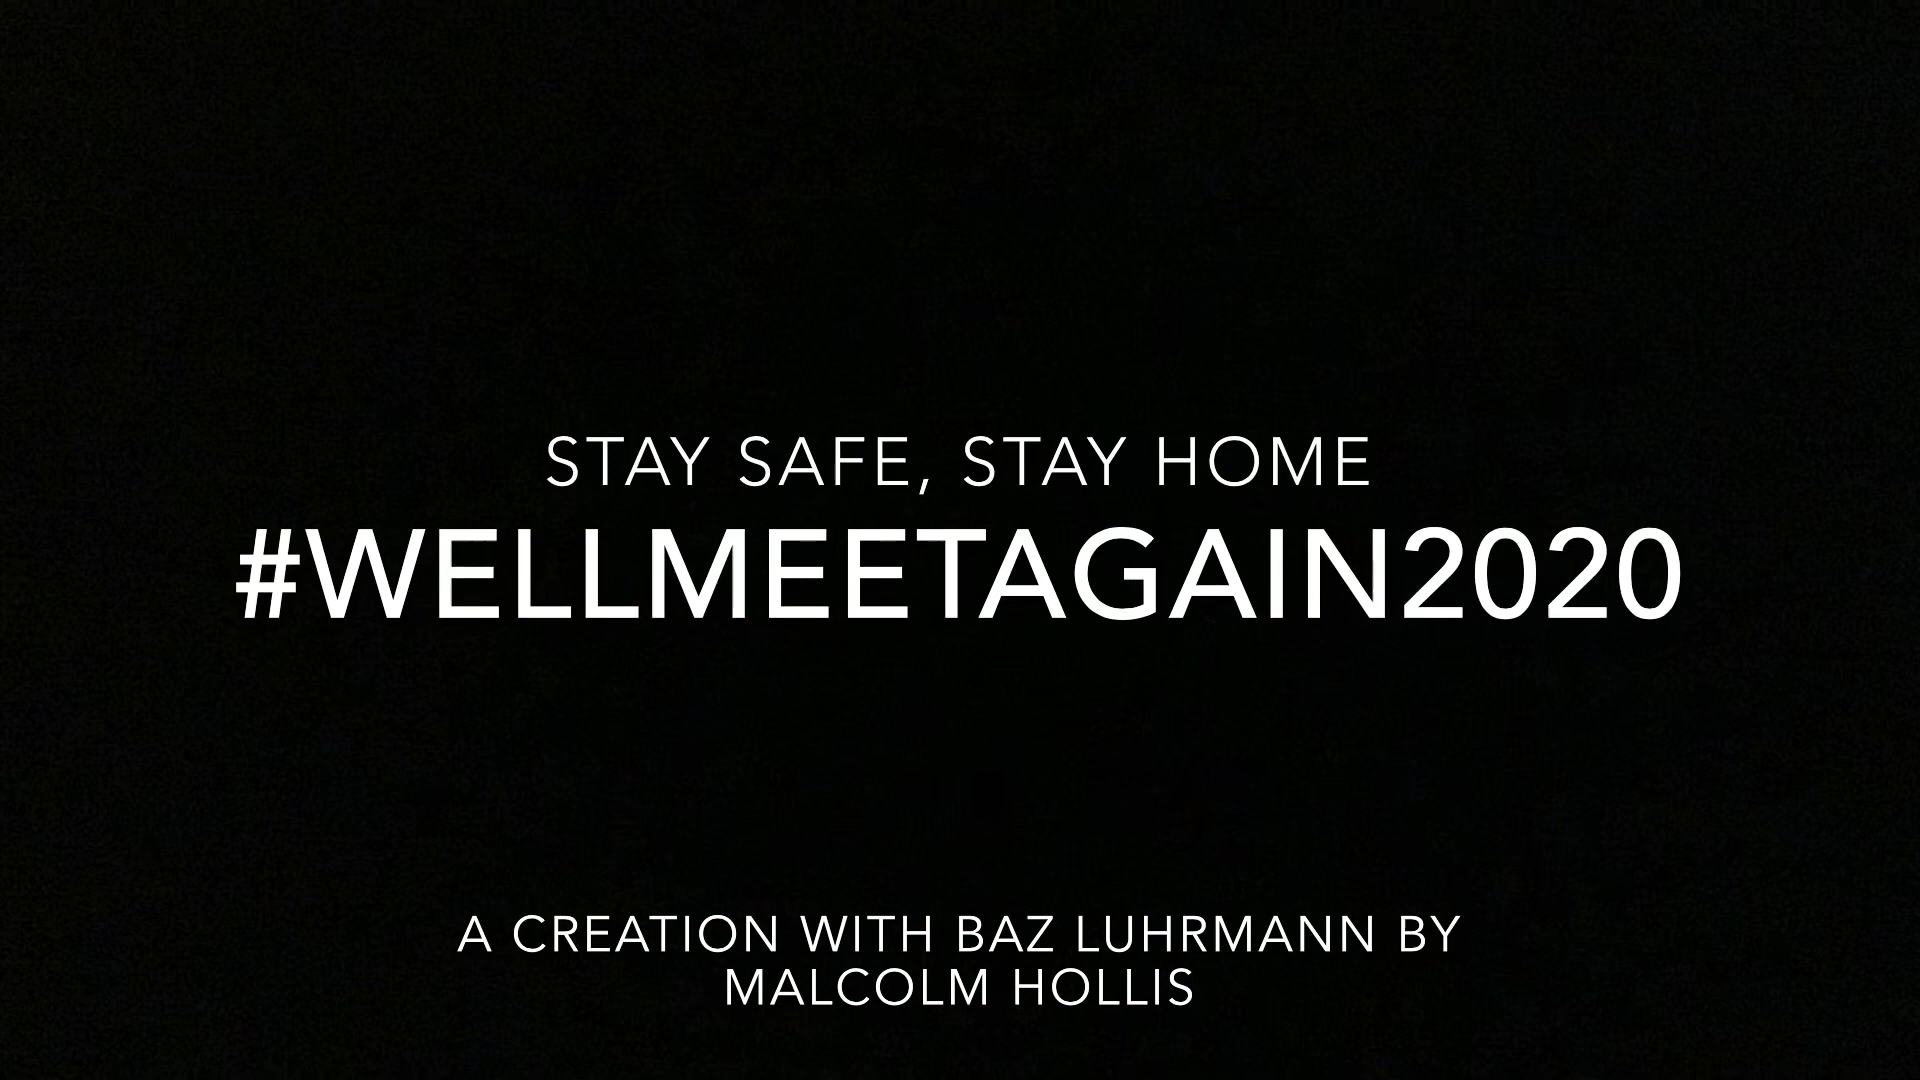 STAY SAFE, STAY HOME
#WELLMEETAGAIN2020
A CREATION WITH BAZ LUHRMANN BY
MALCOLM HOLLIS